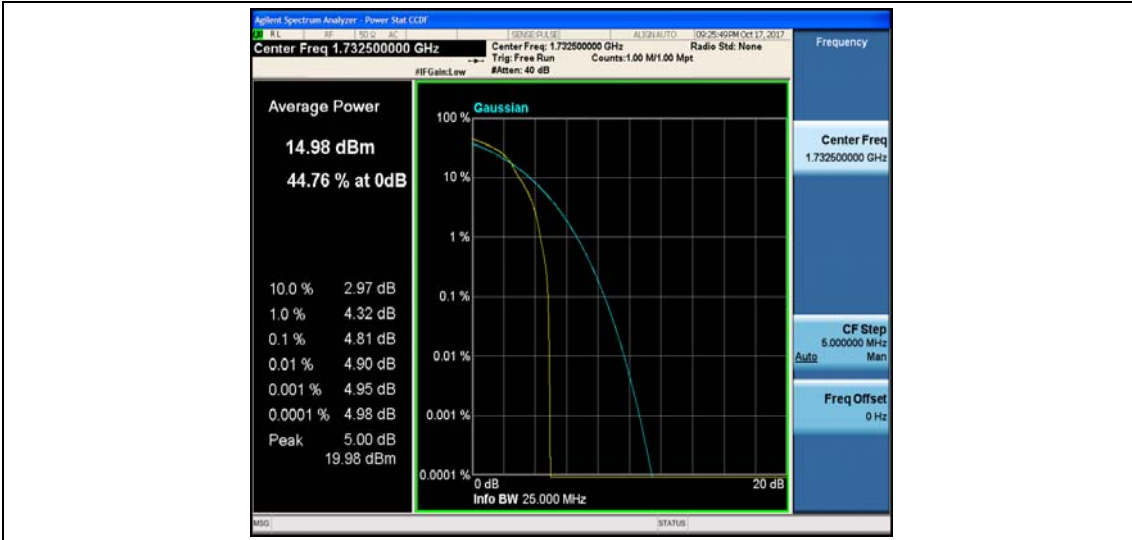 Agilent Spectrum Analyzer - Power Stat CCDF
RL RF 50 Ω AC SENSE:PULSE ALIGNAUTO 09:25:49PM Oct 17, 2017
Center Freq 1.732500000 GHz
Center Freq: 1.732500000 GHz Radio Std: None
Trig: Free Run Counts:1.00 M/1.00 Mpt
#IFGain:Low #Atten: 40 dB
Frequency
Average Power
14.98 dBm
44.76 % at 0dB
10.0 % 2.97 dB
1.0 % 4.32 dB
0.1 % 4.81 dB
0.01 % 4.90 dB
0.001 % 4.95 dB
0.0001 % 4.98 dB
Peak 5.00 dB
19.98 dBm
Gaussian
100 %
10 %
1 %
0.1 %
0.01 %
0.001 %
0.0001 %
0 dB 20 dB
Info BW 25.000 MHz
Center Freq
1.732500000 GHz
CF Step
5.000000 MHz
Auto Man
Freq Offset
0 Hz
MSG STATUS